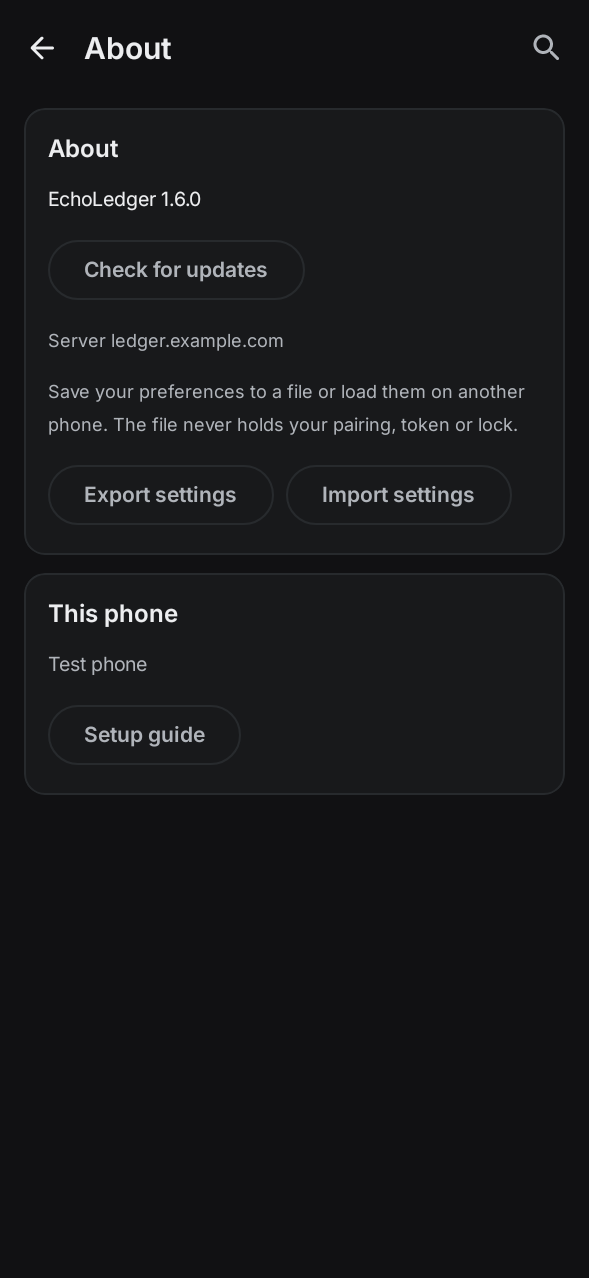 About
About
EchoLedger 1.6.0
Check for updates
Server ledger.example.com
Save your preferences to a file or load them on another
phone. The file never holds your pairing, token or lock.
Export settings Import settings
This phone
Test phone
Setup guide